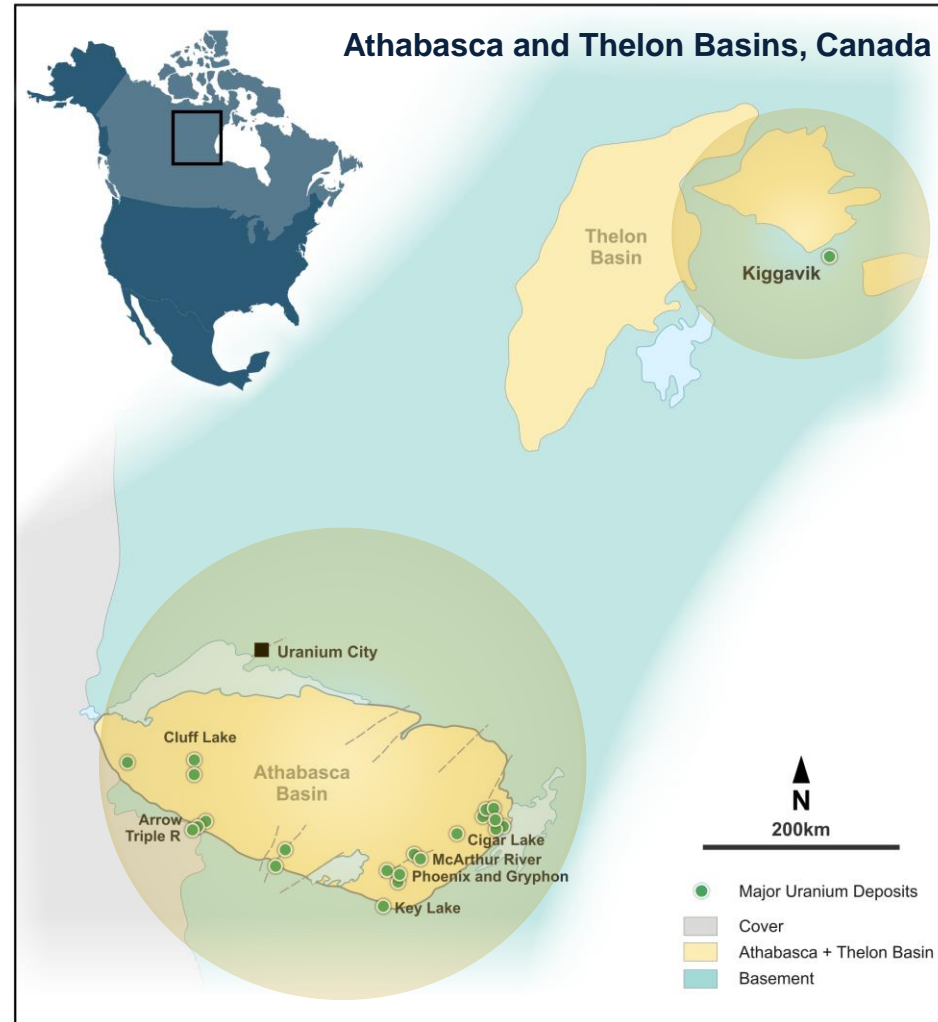 Athabasca and Thelon Basins, Canada
Thelon
Basin
Kiggavik
Uranium City
Cluff Lake
Athabasca
Basin
Arrow
Triple R
Cigar Lake
McArthur River
Phoenix and Gryphon
Key Lake
N
200km
Major Uranium Deposits
Cover
Athabasca + Thelon Basin
Basement